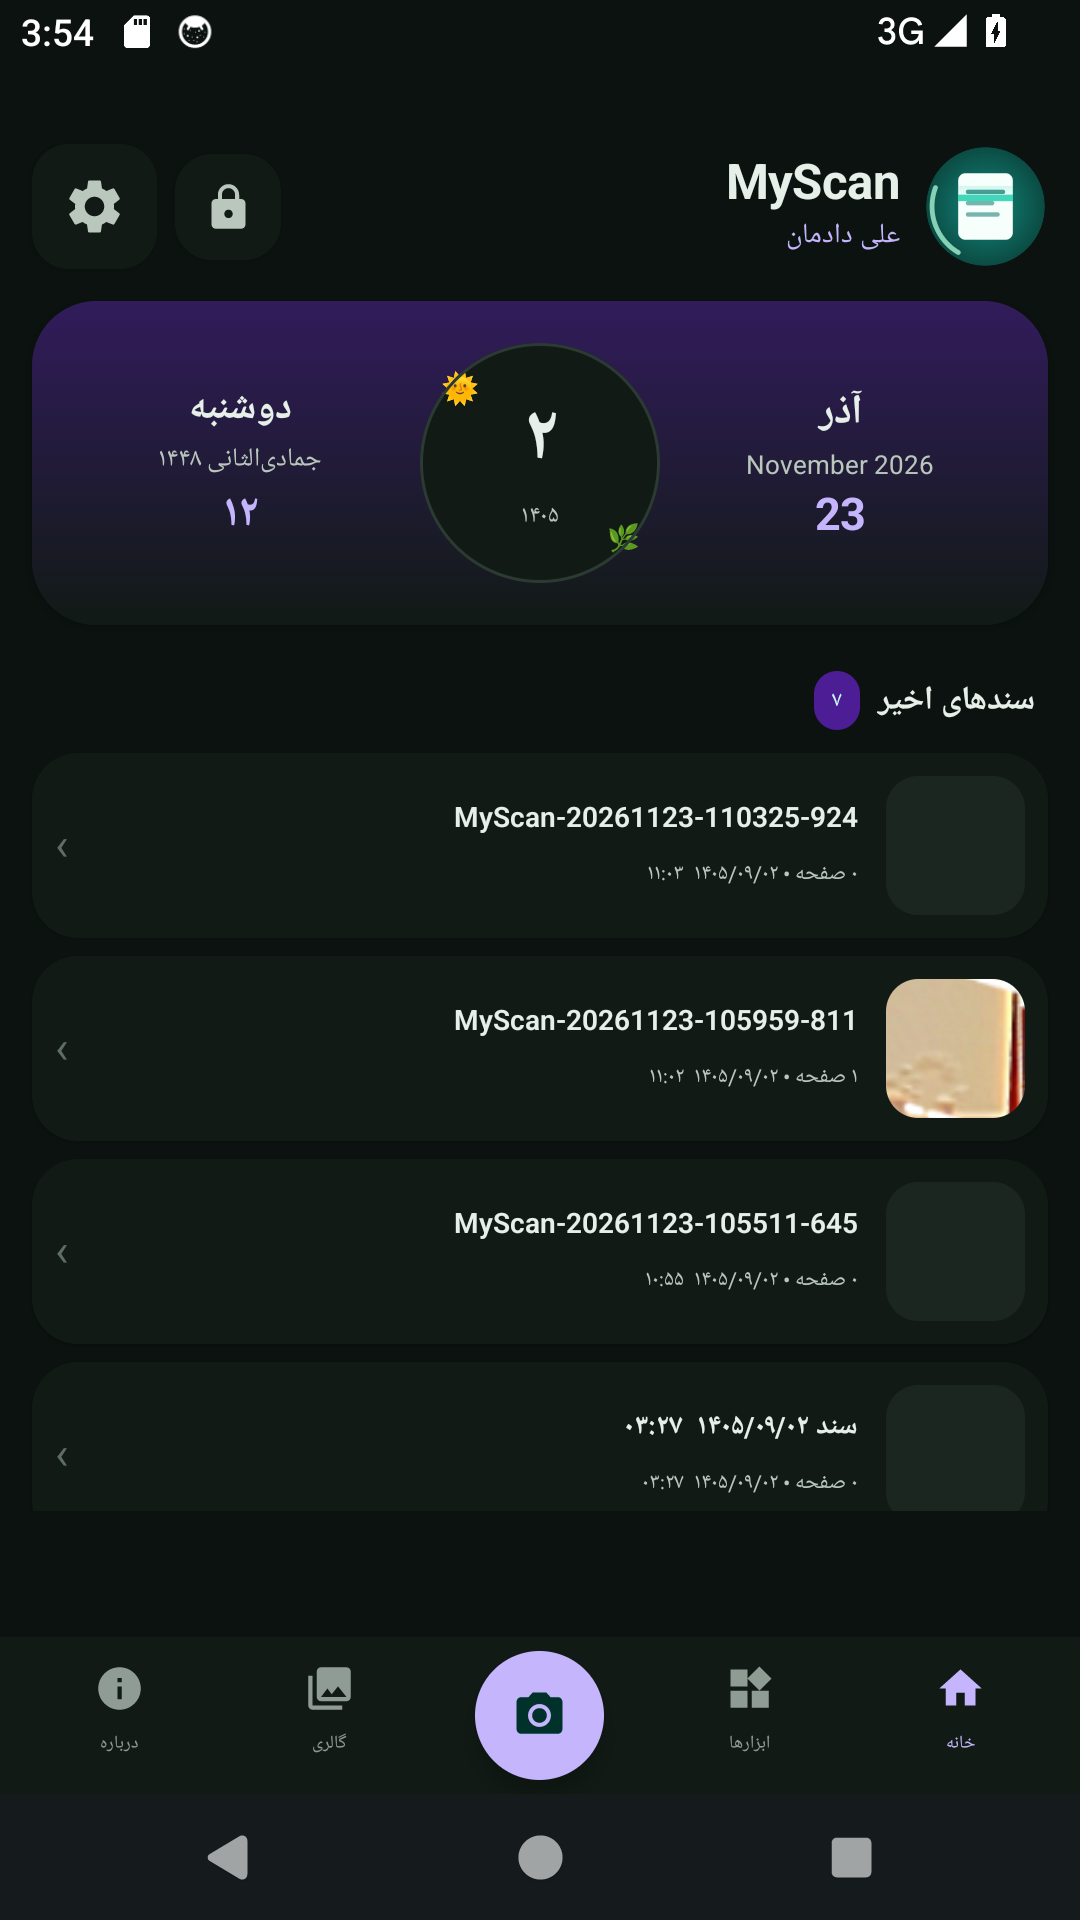 3:54
3G
MyScan
علی دادمان
آذر
November 2026
23
۲
۱۴۰۵
دوشنبه
جمادی‌الثانی ۱۴۴۸
۱۲
سندهای اخیر
۷
MyScan-20261123-110325-924
۰ صفحه • ۱۴۰۵/۰۹/۰۲ ۱۱:۰۳
MyScan-20261123-105959-811
۱ صفحه • ۱۴۰۵/۰۹/۰۲ ۱۱:۰۲
MyScan-20261123-105511-645
۰ صفحه • ۱۴۰۵/۰۹/۰۲ ۱۰:۵۵
سند ۱۴۰۵/۰۹/۰۲ ۰۳:۲۷
۰ صفحه • ۱۴۰۵/۰۹/۰۲ ۰۳:۲۷
خانه
ابزارها
گالری
درباره